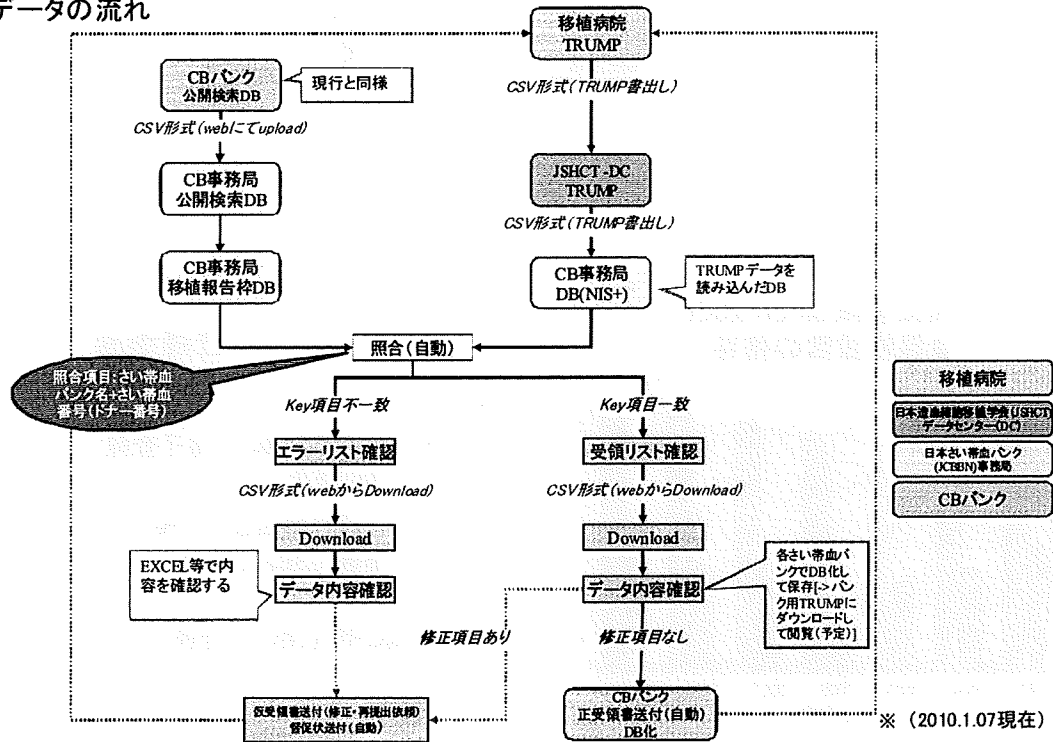 データの流れ
移植病院
TRUMP
CBバンク
公開検索DB
現行と同様
CSV形式(TRUMP書出し)
CSV形式(webにてupload)
CB事務局
公開検索DB
JSHCT -DC
TRUMP
CSV形式(TRUMP書出し)
CB事務局
移植報告枠DB
CB事務局
DB(NIS+)
TRUMPデータを
読み込んだDB
照合(自動)
照合項目:さい帯血
バンク名+さい帯血
番号(ドナー番号)
Key項目不一致
Key項目一致
エラーリスト確認
受領リスト確認
CSV形式(webからDownload)
CSV形式(webからDownload)
Download
Download
EXCEL等で内
容を確認する
データ内容確認
データ内容確認
各さい帯血バ
ンクでDB化し
て保存[->バン
ク用TRUMPに
ダウンロードし
て閲覧(予定)]
修正項目あり
修正項目なし
仮受領書送付(修正・再提出依頼)
督促状送付(自動)
CBバンク
正受領書送付(自動)
DB化
移植病院
日本造血細胞移植学会(JSHCT)
データセンター(DC)
日本さい帯血バンク
(JCBBN)事務局
CBバンク
※ (2010.1.07現在)